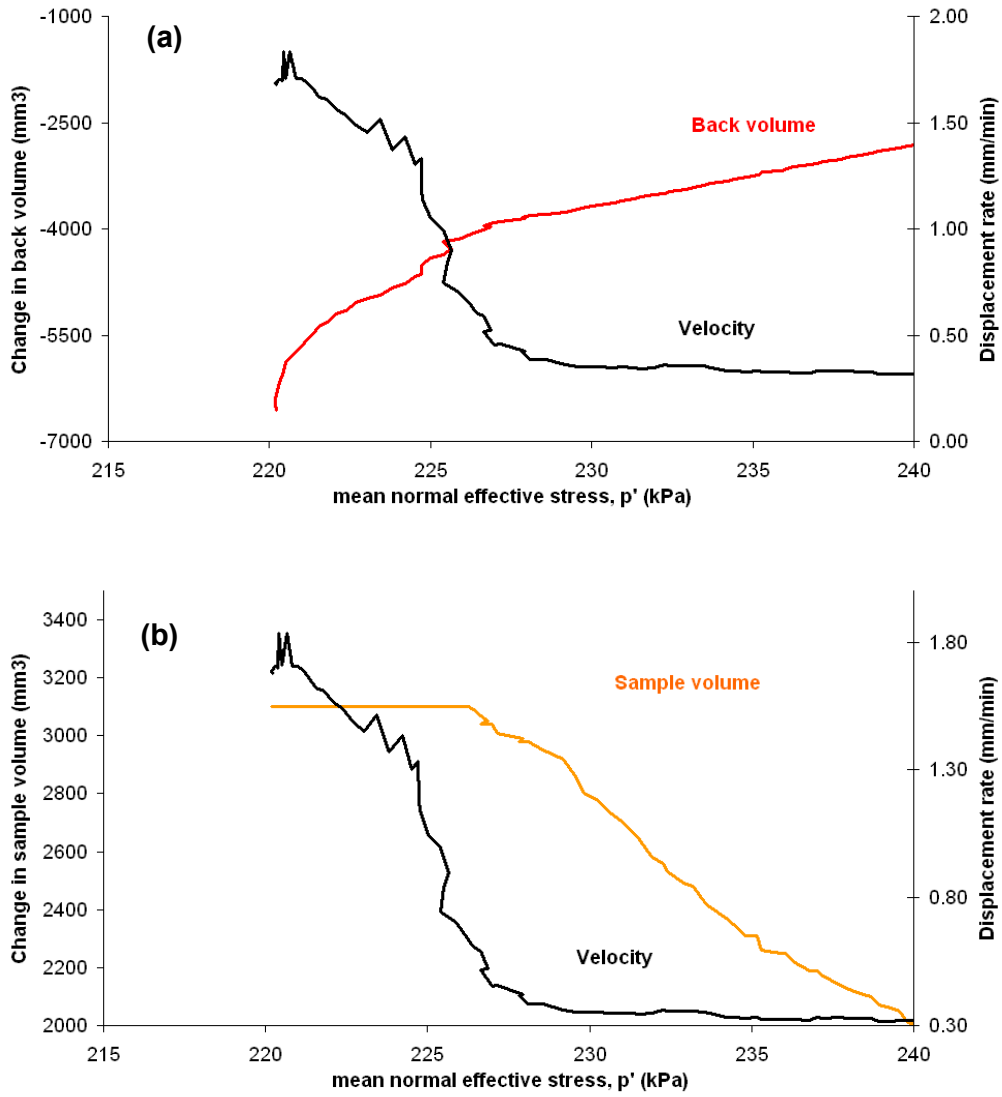 (a)
Change in back volume (mm3)
-1000
-2500
-4000
-5500
-7000
Back volume
Velocity
2.00
1.50
1.00
0.50
0.00
Displacement rate (mm/min)
215 220 225 230 235 240
mean normal effective stress, p' (kPa)
(b)
Change in sample volume (mm3)
3400
3200
3000
2800
2600
2400
2200
2000
Sample volume
Velocity
1.80
1.30
0.80
0.30
Displacement rate (mm/min)
215 220 225 230 235 240
mean normal effective stress, p' (kPa)